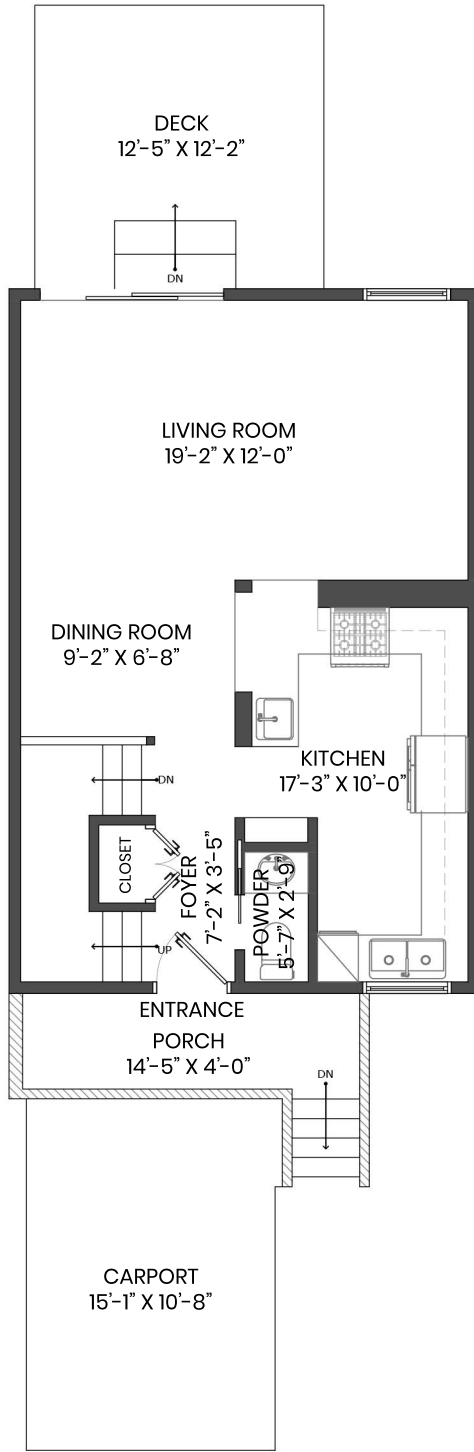 DECK
12’-5” X 12’-2”
DN
LIVING ROOM
19’-2” X 12’-0”
DINING ROOM
9’-2” X 6’-8”
KITCHEN
17’-3” X 10’-0”
DN
CLOSET
FOYER
7’-2” X 3’-5”
POWDER
5’-7” X 2’-9”
UP
ENTRANCE
PORCH
14’-5” X 4’-0”
DN
CARPORT
15’-1” X 10’-8”